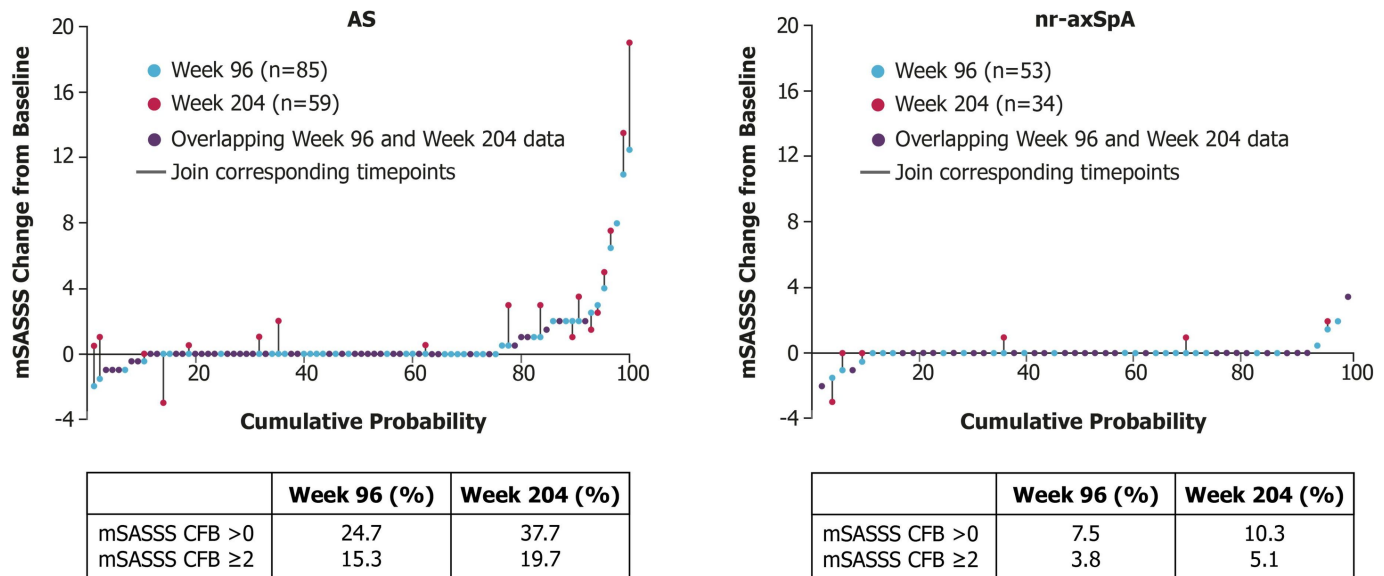 AS
mSASSS Change from Baseline
20
16
12
8
4
0
-4
Week 96 (n=85)
Week 204 (n=59)
Overlapping Week 96 and Week 204 data
Join corresponding timepoints
20
40
60
80
100
Cumulative Probability
Week 96 (%)
Week 204 (%)
mSASSS CFB >0
24.7
37.7
mSASSS CFB ≥2
15.3
19.7
nr-axSpA
mSASSS Change from Baseline
20
16
12
8
4
0
-4
Week 96 (n=53)
Week 204 (n=34)
Overlapping Week 96 and Week 204 data
Join corresponding timepoints
20
40
60
80
100
Cumulative Probability
Week 96 (%)
Week 204 (%)
mSASSS CFB >0
7.5
10.3
mSASSS CFB ≥2
3.8
5.1